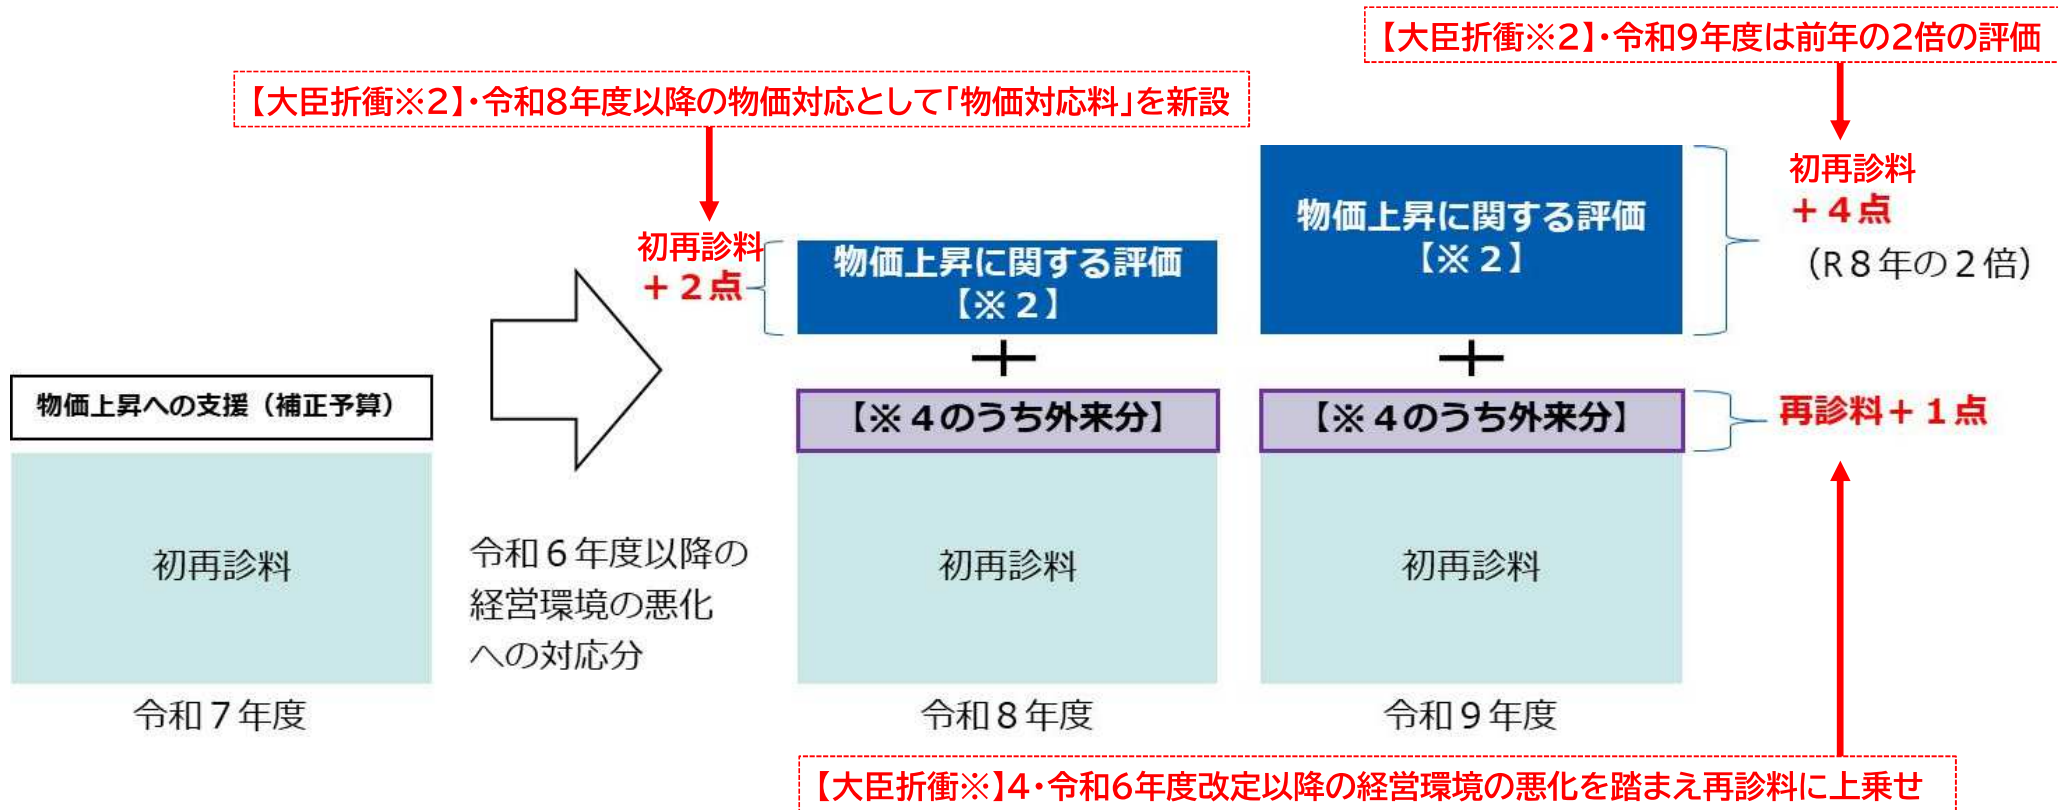 【大臣折衝※2】・令和9年度は前年の2倍の評価
【大臣折衝※2】・令和8年度以降の物価対応として「物価対応料」を新設
初再診料
＋２点
物価上昇に関する評価
【※２】
物価上昇に関する評価
【※２】
初再診料
＋４点
（R８年の２倍）
＋
＋
物価上昇への支援（補正予算）
【※４のうち外来分】
【※４のうち外来分】
再診料＋１点
初再診料
令和６年度以降の
経営環境の悪化
への対応分
初再診料
初再診料
令和７年度
令和８年度
令和９年度
【大臣折衝※】4・令和6年度改定以降の経営環境の悪化を踏まえ再診料に上乗せ